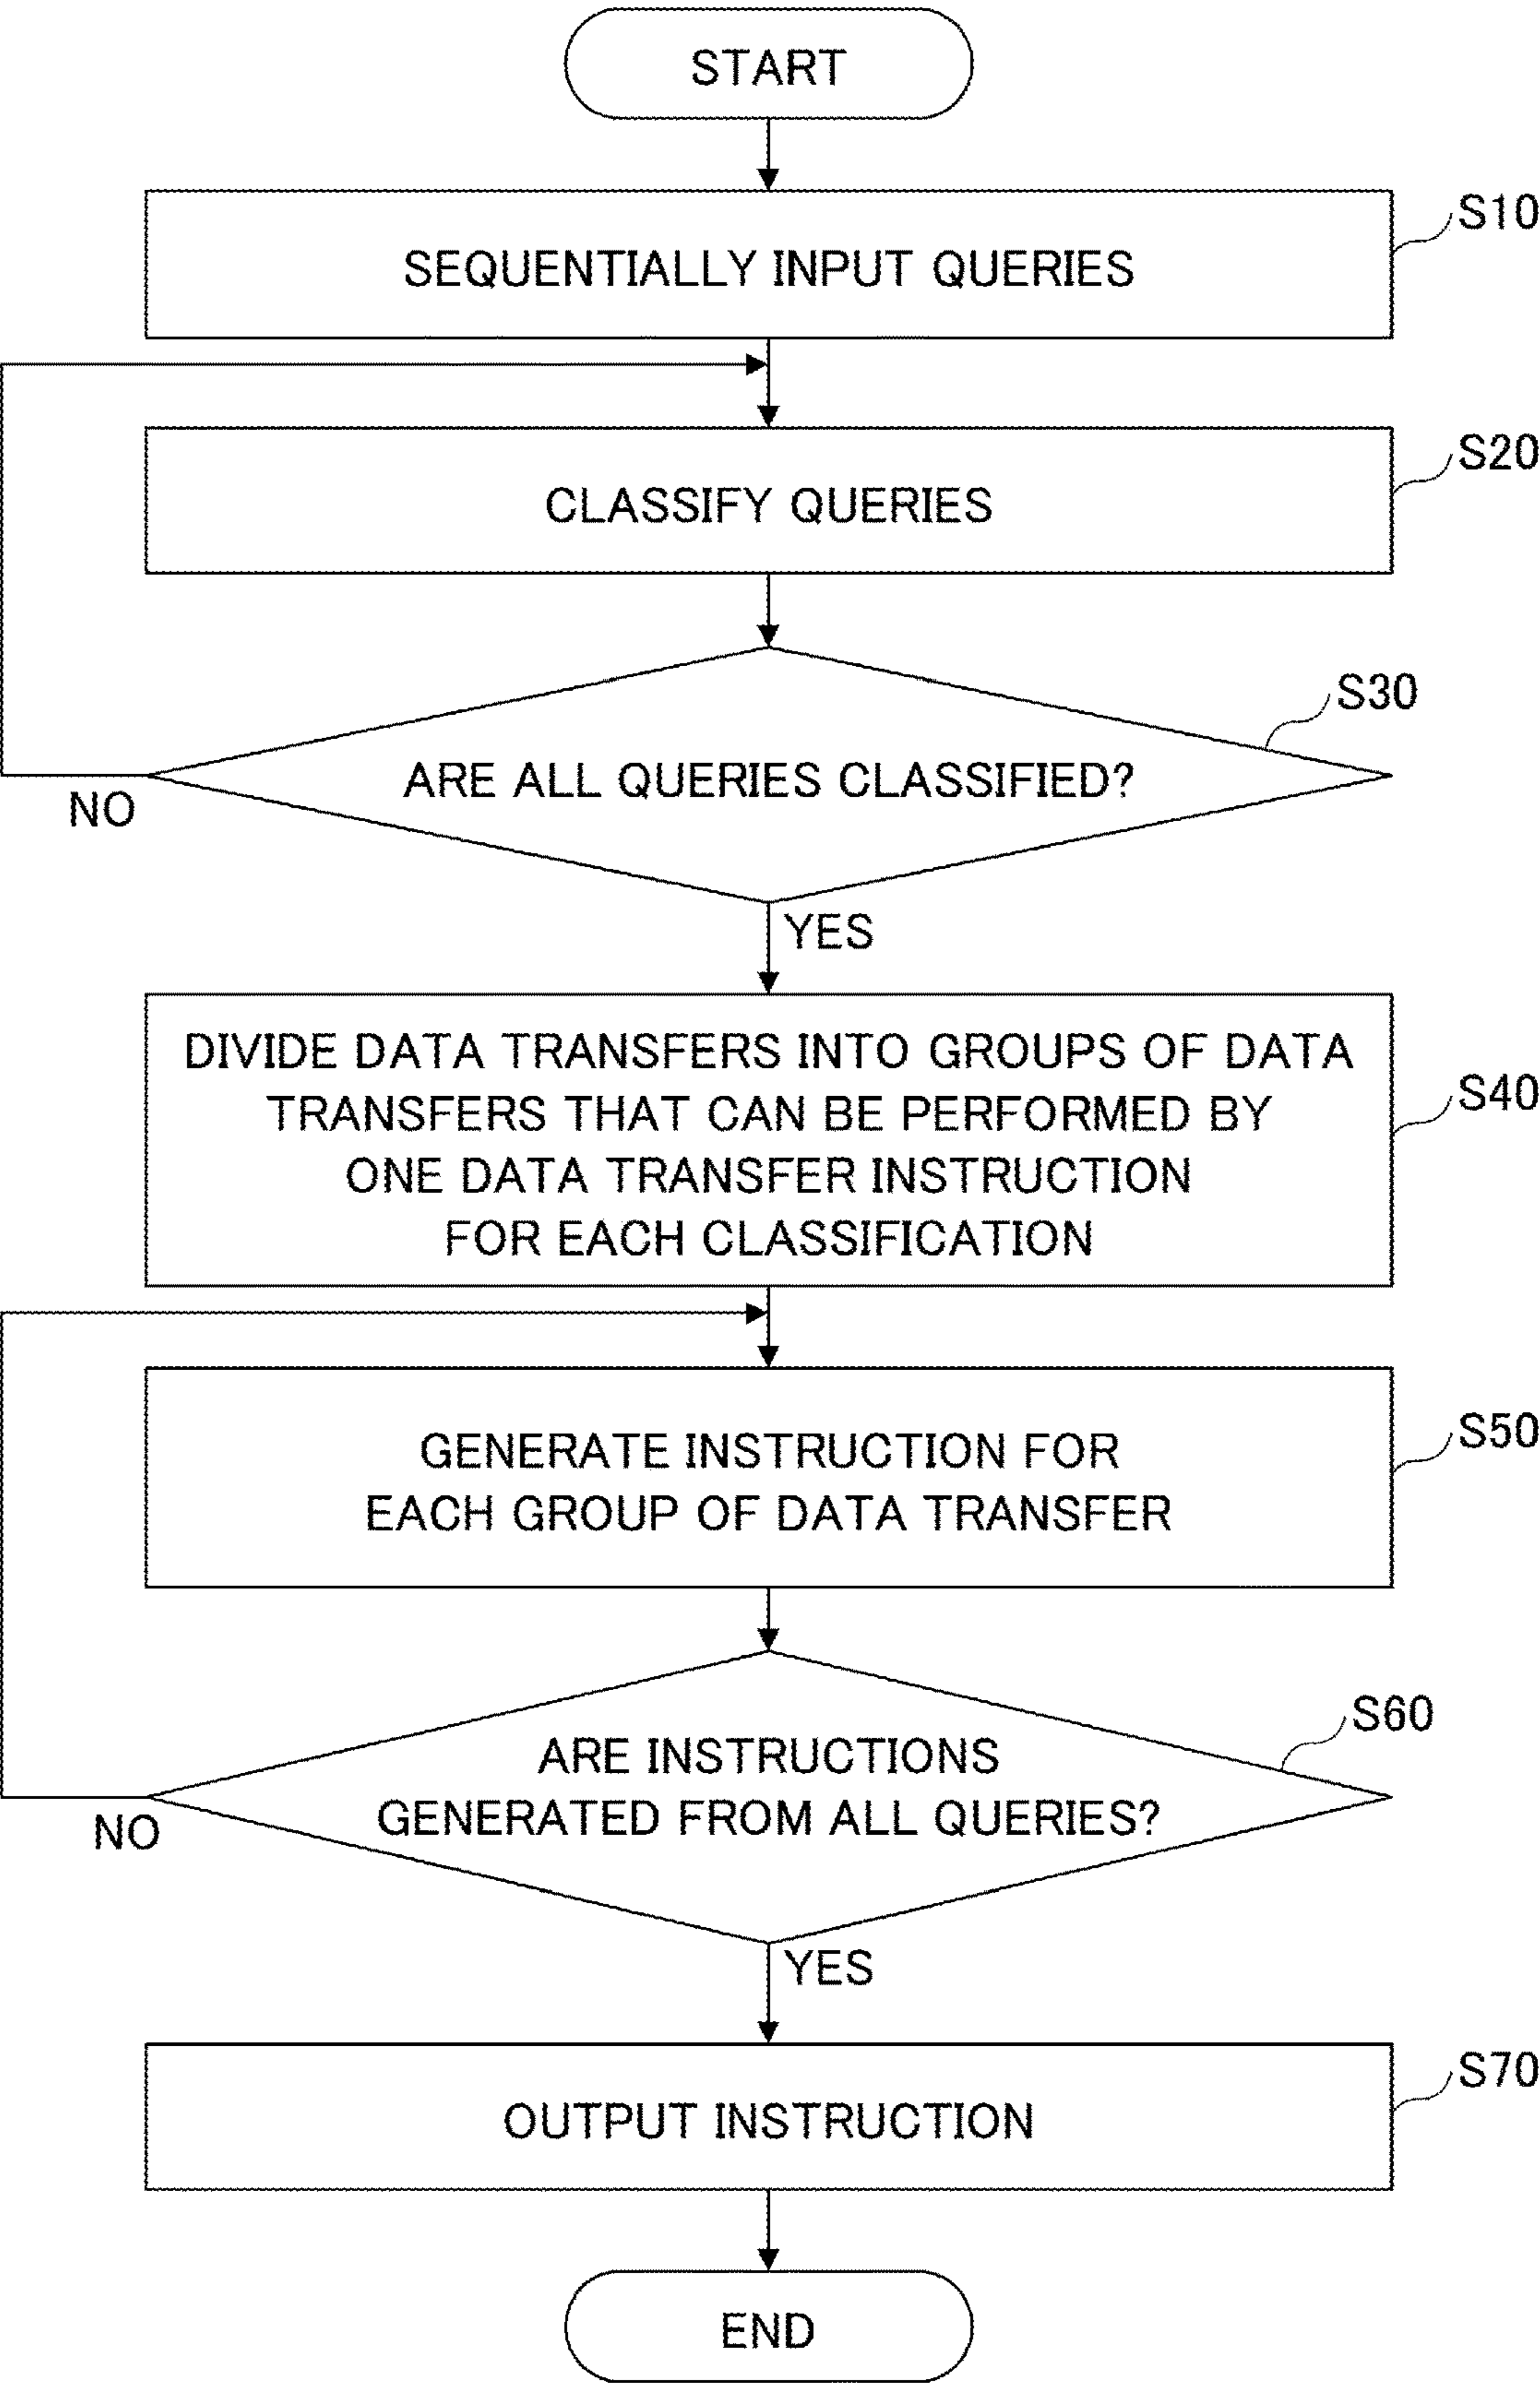 START
S10
SEQUENTIALLY INPUT QUERIES
S20
CLASSIFY QUERIES
S30
ARE ALL QUERIES CLASSIFIED?
NO
YES
DIVIDE DATA TRANSFERS INTO GROUPS OF DATA
TRANSFERS THAT CAN BE PERFORMED BY
ONE DATA TRANSFER INSTRUCTION
FOR EACH CLASSIFICATION
S40
S50
GENERATE INSTRUCTION FOR
EACH GROUP OF DATA TRANSFER
S60
ARE INSTRUCTIONS
GENERATED FROM ALL QUERIES?
NO
YES
S70
OUTPUT INSTRUCTION
END